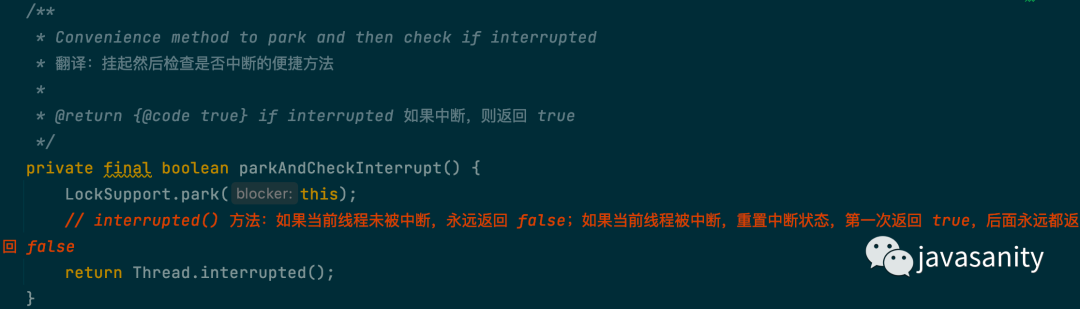 /**
* Convenience method to park and then check if interrupted
* 翻译：挂起然后检查是否中断的便捷方法
*
* @return {@code true} if interrupted 如果中断，则返回 true
*/
private final boolean parkAndCheckInterrupt() {
LockSupport.park( blocker: this);
// interrupted() 方法：如果当前线程未被中断，永远返回 false；如果当前线程被中断，重置中断状态，第一次返回 true，后面永远都返
回 false
return Thread.interrupted();
javasanity
}